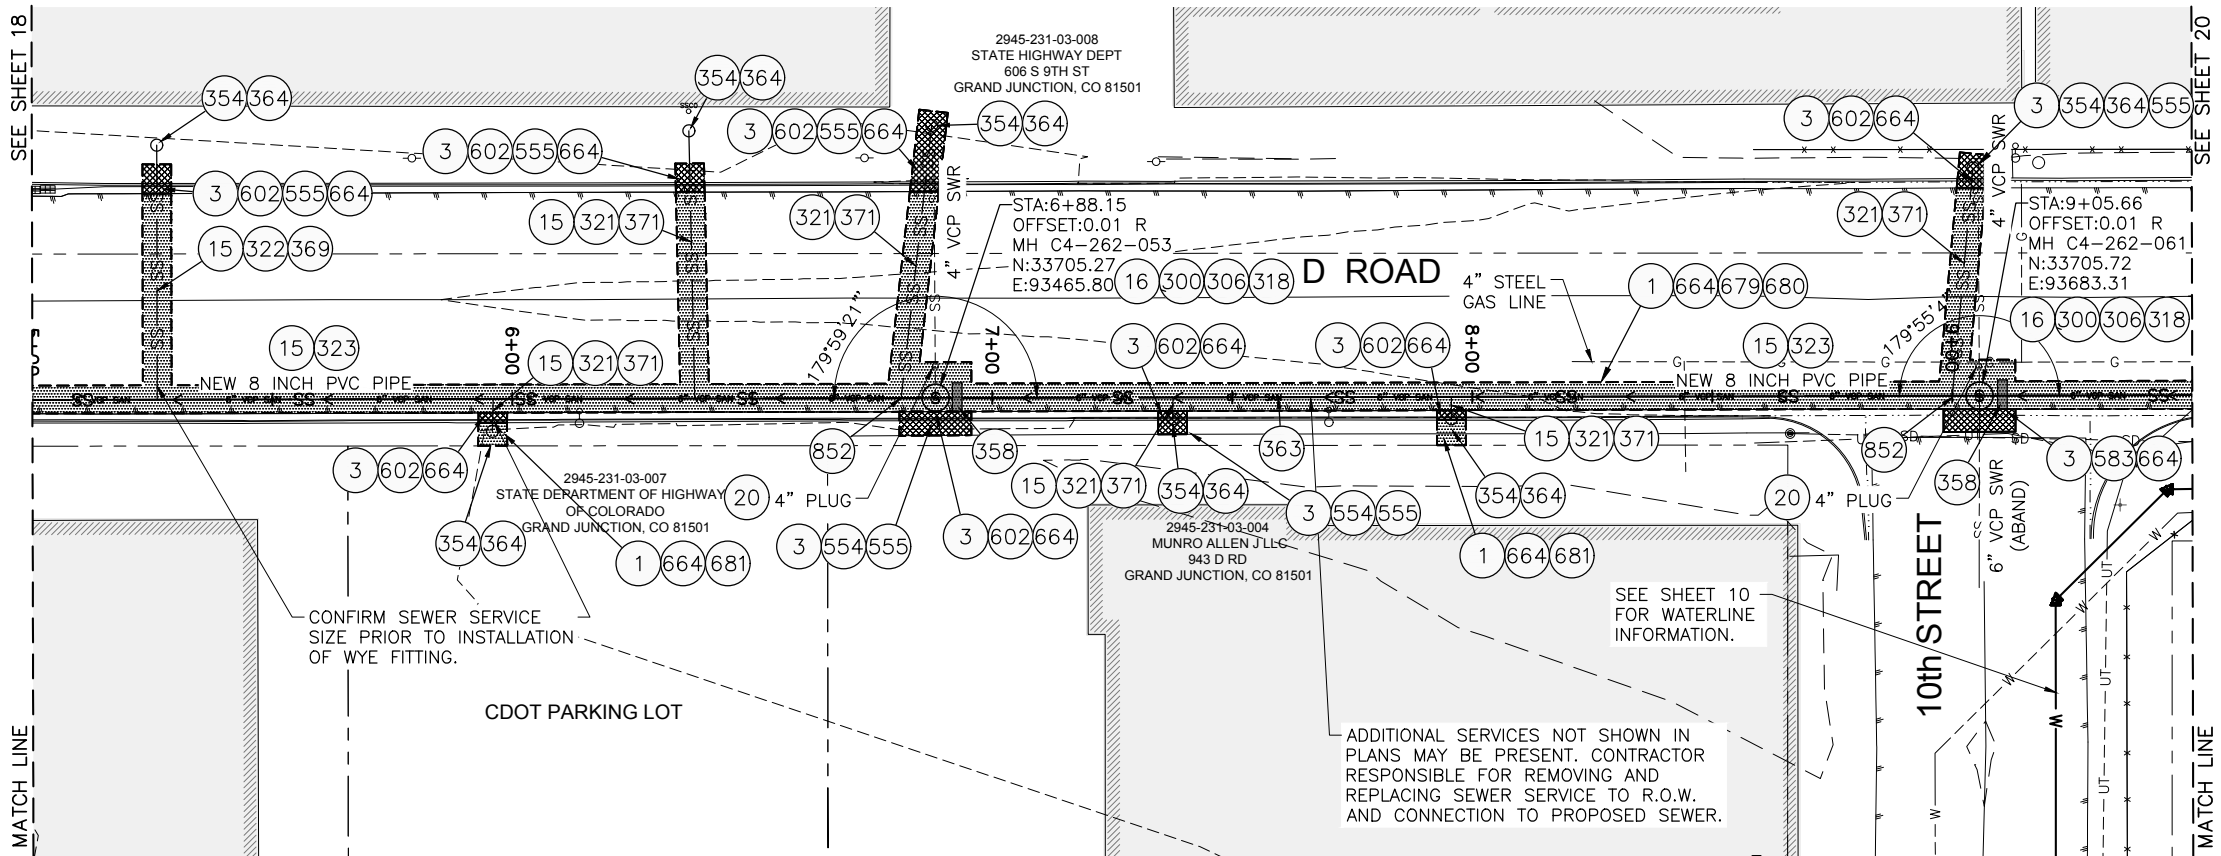 SEE SHEET 18
MATCH LINE
SEE SHEET 20
MATCH LINE
2945-231-03-008
STATE HIGHWAY DEPT
606 S 9TH ST
GRAND JUNCTION, CO 81501
354 364
354 364
3 602 555 664
3 602 555 664
354 364
3 602 664
3 354 364 555
3 602 555 664
15 322 369
15 321 371
321 371
4" VCP SWR
STA:6+88.15
OFFSET:0.01 R
MH C4-262-053
N:33705.27
E:93465.80
16 300 306 318
D ROAD
4" STEEL
GAS LINE
1 664 679 680
321 371
4" VCP SWR
STA:9+05.66
OFFSET:0.01 R
MH C4-262-061
N:33705.72
E:93683.31
16 300 306 318
15 323
6+00
15 321 371
179°59'21"
7+00
3 602 664
3 602 664
8+00
15 323
179°55'4"
9+00
NEW 8 INCH PVC PIPE
NEW 8 INCH PVC PIPE
SS
6" VCP SAN
3 602 664
852
358
363
15 321 371
852
358
3 583 664
2945-231-03-007
STATE DEPARTMENT OF HIGHWAY
OF COLORADO
GRAND JUNCTION, CO 81501
20 4" PLUG
15 321 371
354 364
3 554 555
354 364
20 4" PLUG
6" VCP SWR
(ABAND)
354 364
1 664 681
3 554 555
3 602 664
2945-231-03-004
MUNRO ALLEN J LLC
943 D RD
GRAND JUNCTION, CO 81501
1 664 681
CONFIRM SEWER SERVICE
SIZE PRIOR TO INSTALLATION
OF WYE FITTING.
SEE SHEET 10
FOR WATERLINE
INFORMATION.
10th STREET
CDOT PARKING LOT
ADDITIONAL SERVICES NOT SHOWN IN
PLANS MAY BE PRESENT. CONTRACTOR
RESPONSIBLE FOR REMOVING AND
REPLACING SEWER SERVICE TO R.O.W.
AND CONNECTION TO PROPOSED SEWER.